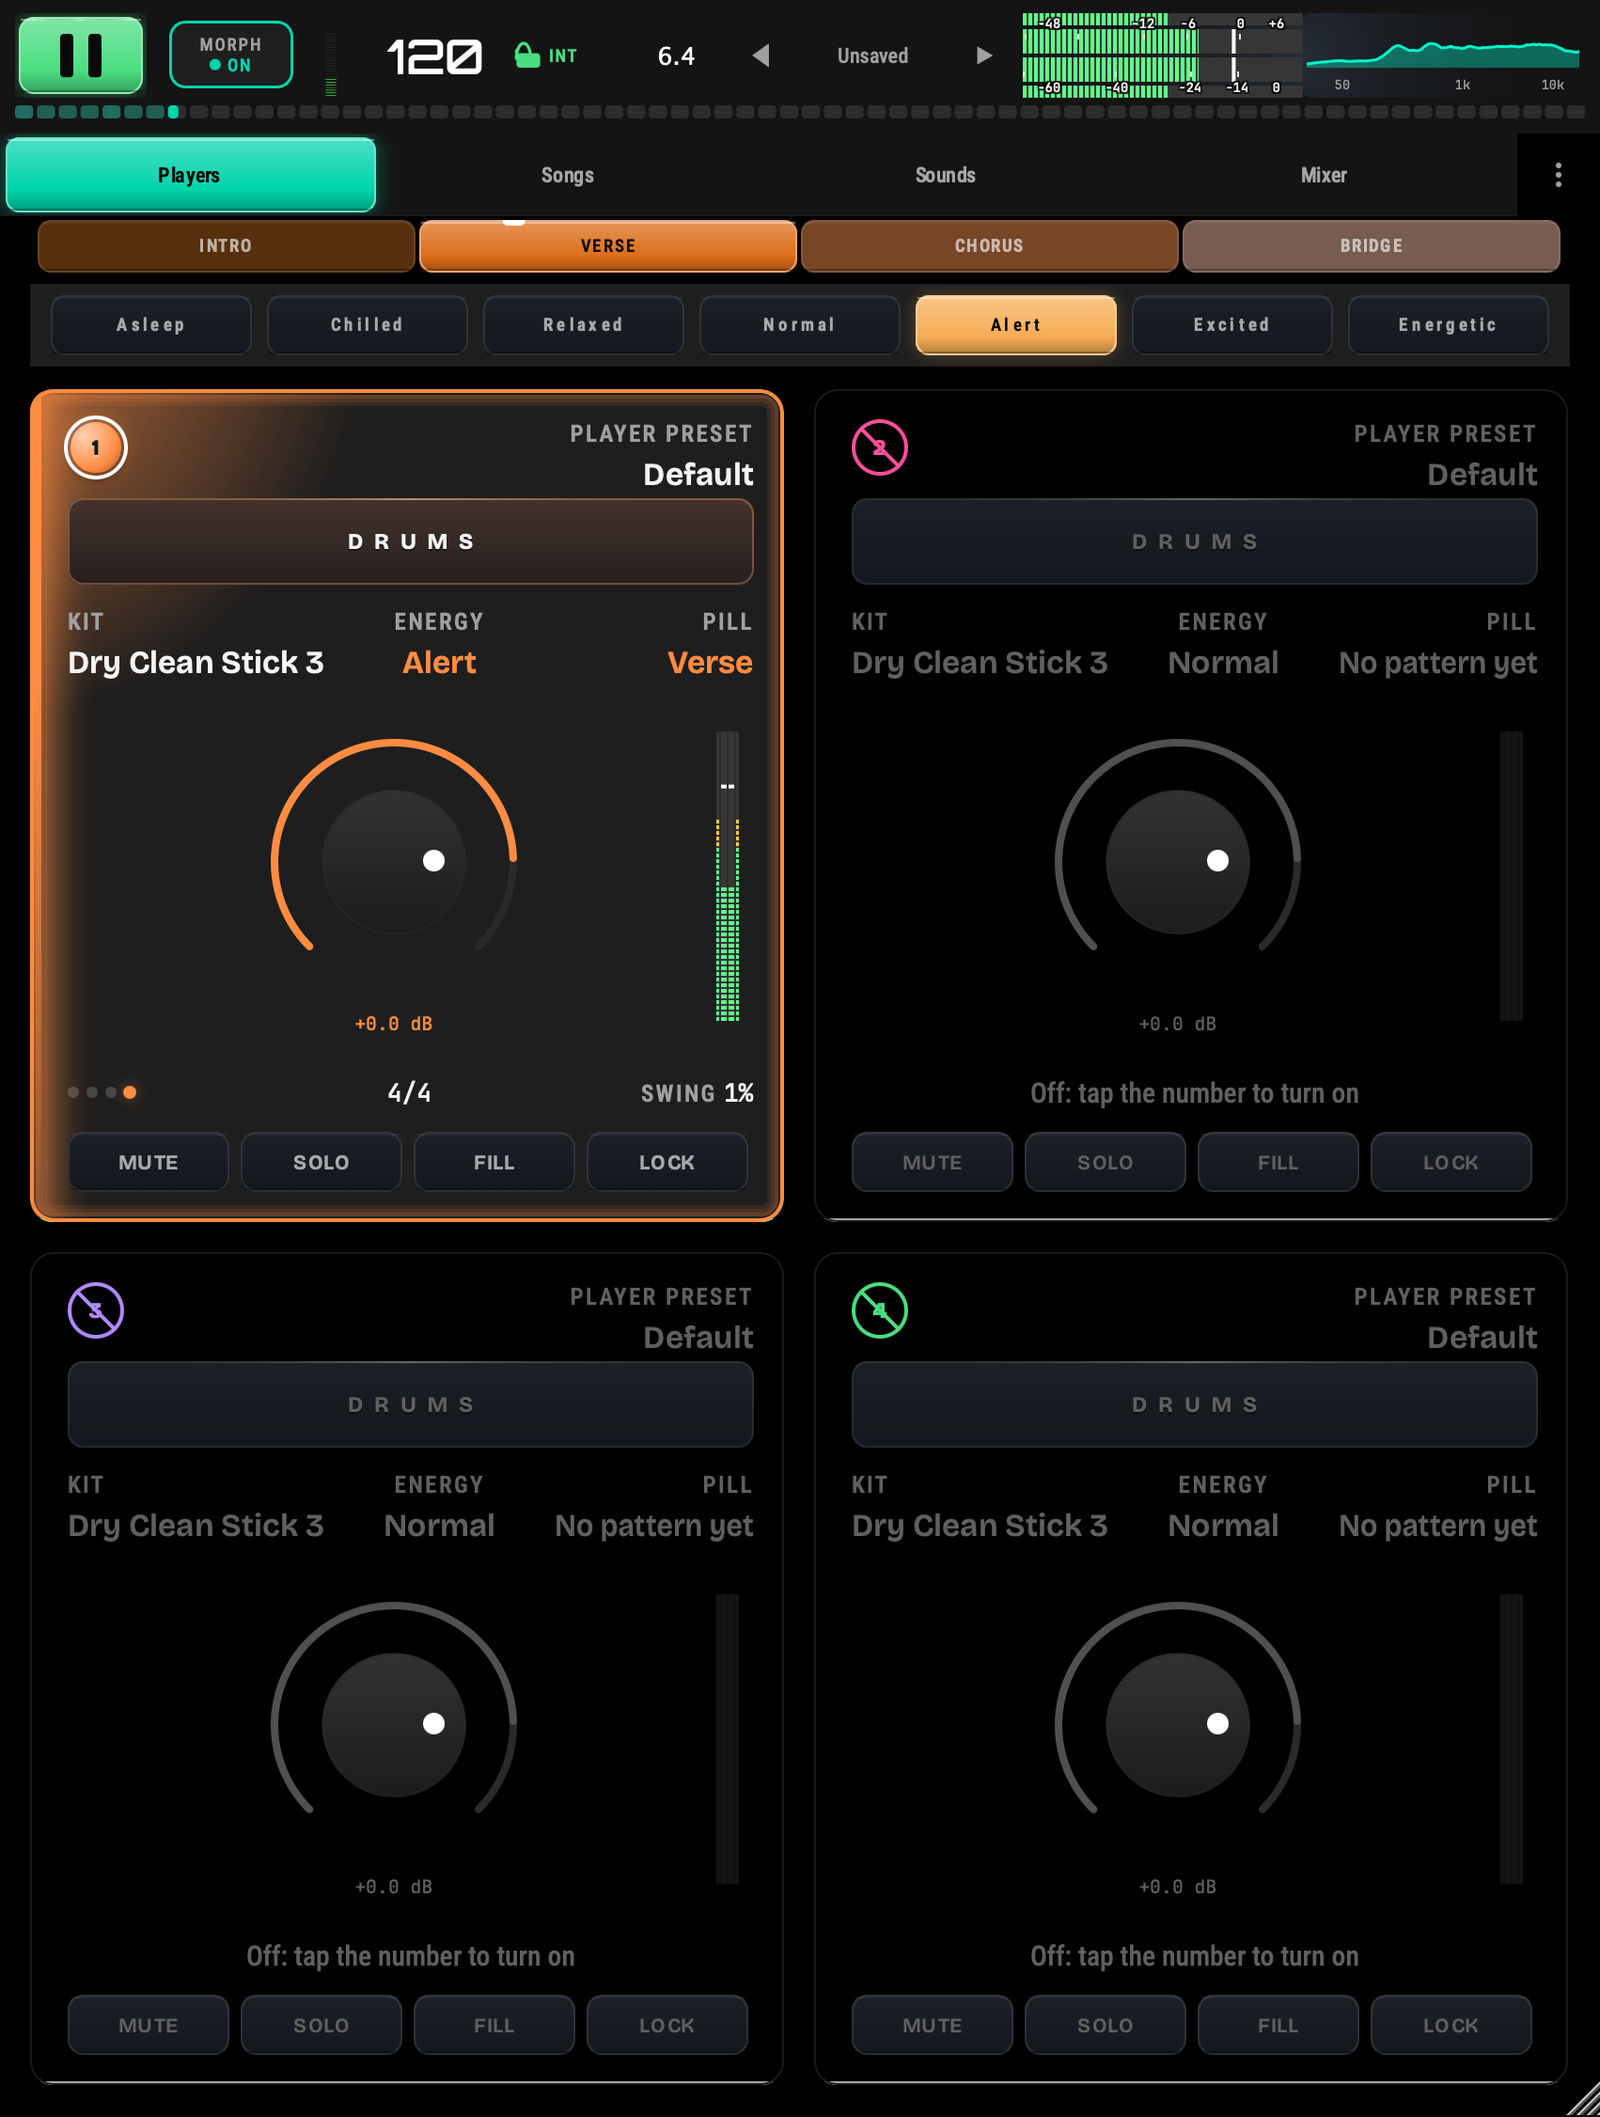 MORPH
ON
120
INT
6.4
Unsaved
-48 -12 -6 0 +6
-60 -40 -24 -14 0
50 1k 10k
Players Songs Sounds Mixer
INTRO VERSE CHORUS BRIDGE
Asleep Chilled Relaxed Normal Alert Excited Energetic
1
PLAYER PRESET
Default
DRUMS
KIT ENERGY PILL
Dry Clean Stick 3 Alert Verse
+0.0 dB
4/4 SWING 1%
MUTE SOLO FILL LOCK
2
PLAYER PRESET
Default
DRUMS
KIT ENERGY PILL
Dry Clean Stick 3 Normal No pattern yet
+0.0 dB
Off: tap the number to turn on
MUTE SOLO FILL LOCK
3
PLAYER PRESET
Default
DRUMS
KIT ENERGY PILL
Dry Clean Stick 3 Normal No pattern yet
+0.0 dB
Off: tap the number to turn on
MUTE SOLO FILL LOCK
4
PLAYER PRESET
Default
DRUMS
KIT ENERGY PILL
Dry Clean Stick 3 Normal No pattern yet
+0.0 dB
Off: tap the number to turn on
MUTE SOLO FILL LOCK